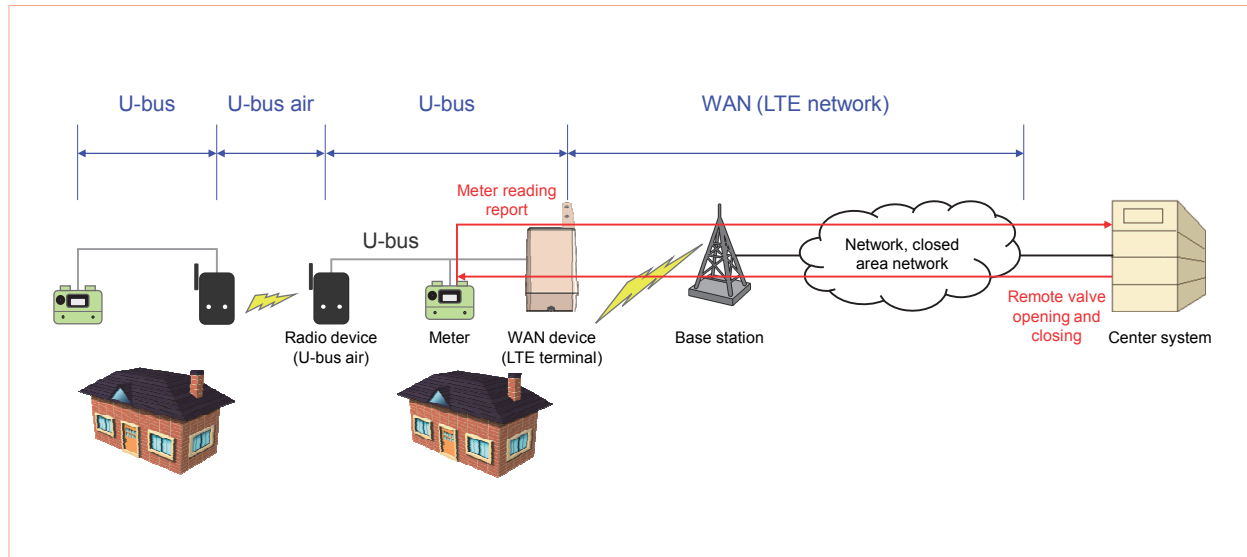 U-bus
U-bus air
U-bus
WAN (LTE network)
Meter reading
report
U-bus
Network, closed
area network
Remote valve
opening and
closing
Radio device
(U-bus air)
Meter
WAN device
(LTE terminal)
Base station
Center system